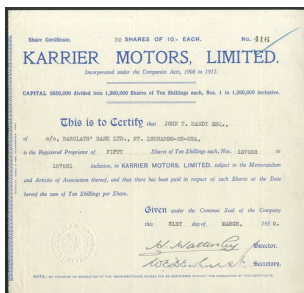 Share Certificate. 50 SHARES OF 10/- EACH. No. 416
KARRIER MOTORS, LIMITED.
Incorporated under the Companies Acts, 1908 to 1917.
CAPITAL £650,000 divided into 1,300,000 Shares of Ten Shillings each, Nos. 1 to 1,300,000 inclusive.
This is to Certify that JOHN T. HARDY ESQ.,
of c/o, BARCLAYS' BANK LTD., ST. LEONARDS-ON-SEA,
is the Registered Proprietor of FIFTY Shares of Ten Shillings each, Nos.
to
inclusive, in KARRIER MOTORS, LIMITED, subject to the Memorandum
and Articles of Association thereof, and that there has been paid in respect of such Shares at the Date
hereof the sum of Ten Shillings per Share.
Given under the Common Seal of the Company
this 31st day of MARCH, 1920.
Director.
Secretary.